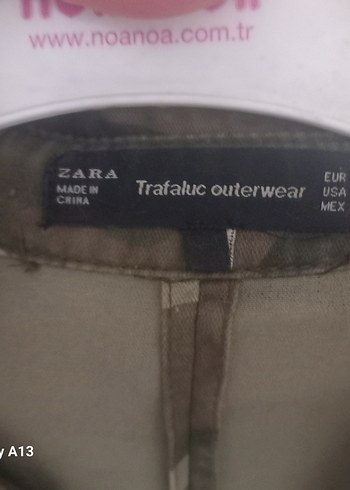 www.noanoa.com.tr
ZARA
MADE IN
CHINA
Trafaluc outerwear
EUR
USA
MEX
A13